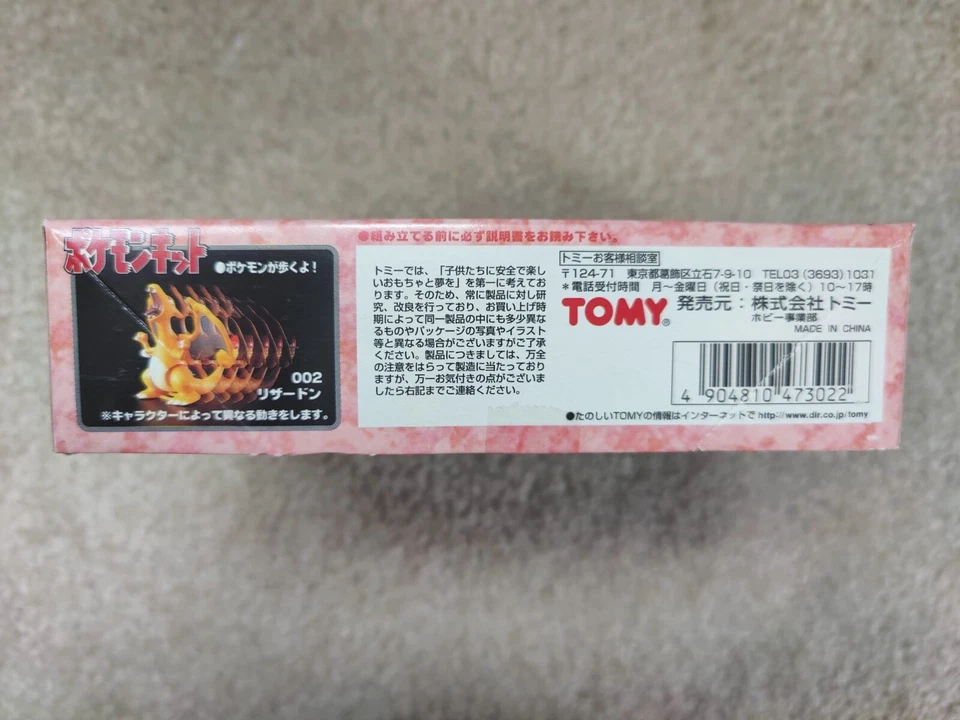 ポケモンキット
●ポケモンが歩くよ!
002
リザードン
※キャラクターによって異なる動きをします。
●組み立てる前に必ず説明書をお読み下さい。
トミーでは、「子供たちに安全で楽し
いおもちゃと夢を」を第一に考えてお
ります。そのため、常に製品に対し研
究、改良を行っており、お買い上げ時
期によって同一製品の中にも多少異な
るものやパッケージの写真やイラスト
等と異なる場合がございますがご了承
ください。製品につきましては、万全
の注意をはらって製造に当たっており
ますが、万一お気付きの点がございま
したら右記までご連絡ください。
トミーお客様相談室
〒124-71 東京都葛飾区立石7-9-10 TEL03(3693)1031
*電話受付時間 月〜金曜日(祝日・祭日を除く)10〜17時
TOMY®
発売元:株式会社トミー
ホビー事業部
MADE IN CHINA
4 904810 473022
●たのしいTOMYの情報はインターネットで http://www.dir.co.jp/tomy